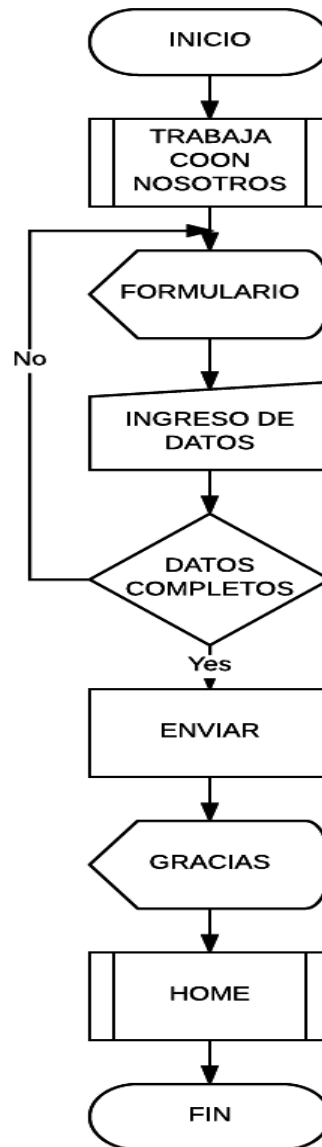 INICIO
TRABAJA
COON
NOSOTROS
FORMULARIO
No
INGRESO DE
DATOS
DATOS
COMPLETOS
Yes
ENVIAR
GRACIAS
HOME
FIN